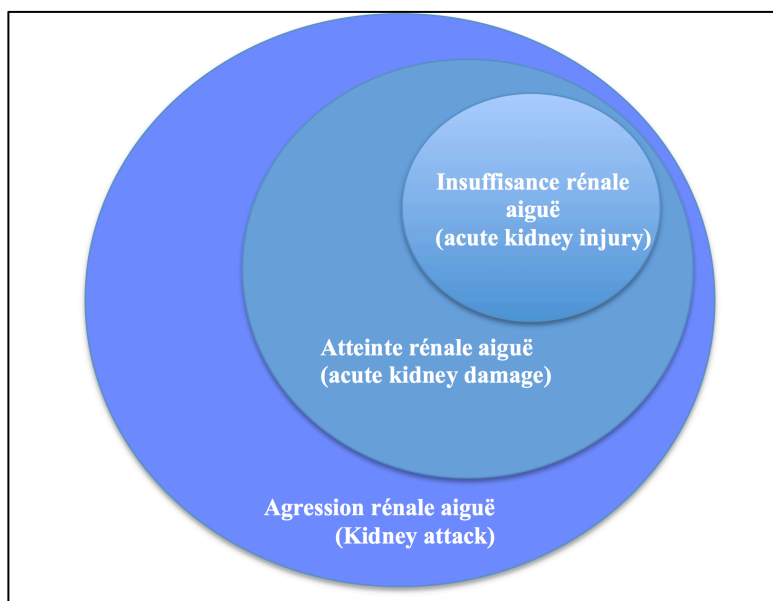 Insuffisance rénale
aiguë
(acute kidney injury)
Atteinte rénale aiguë
(acute kidney damage)
Agression rénale aiguë
(Kidney attack)